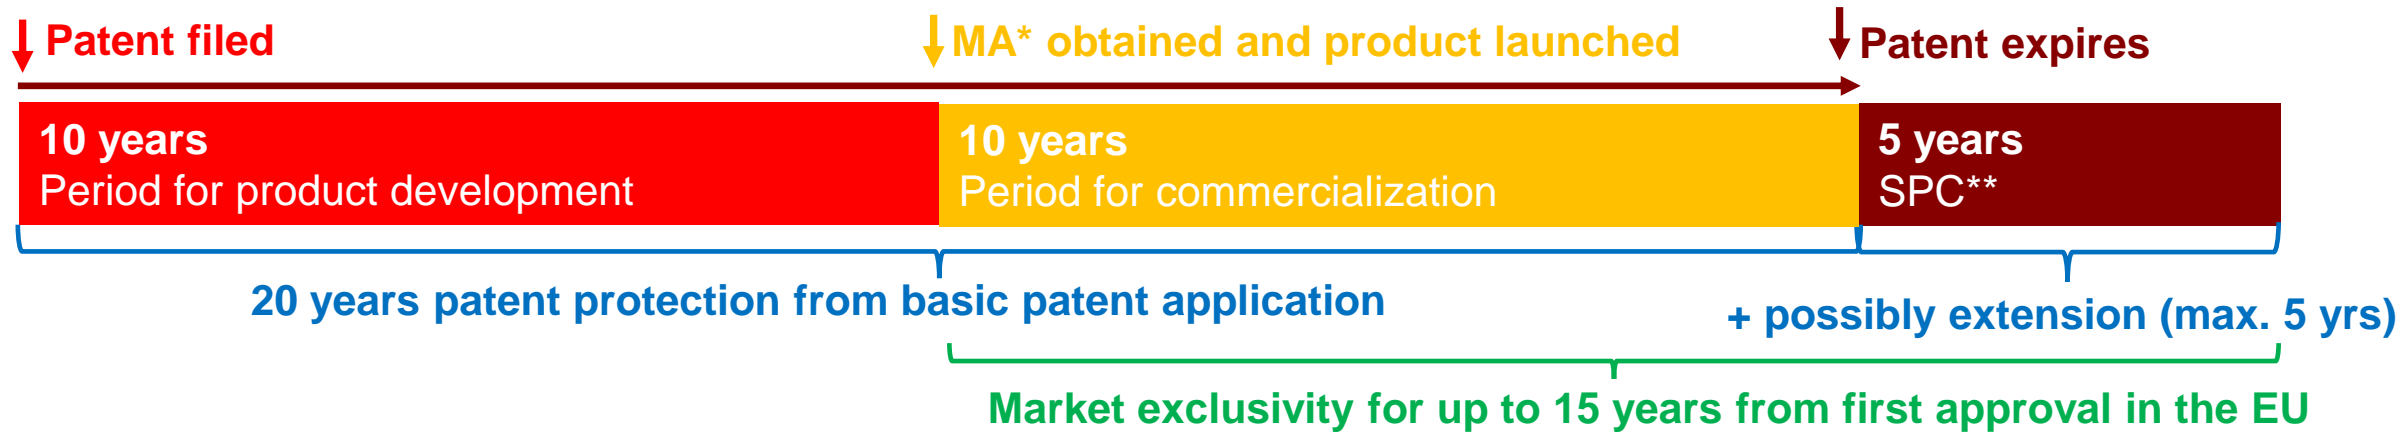 Patent filed
MA* obtained and product launched
Patent expires
10 years
Period for product development
10 years
Period for commercialization
5 years
SPC**
20 years patent protection from basic patent application
+ possibly extension (max. 5 yrs)
Market exclusivity for up to 15 years from first approval in the EU